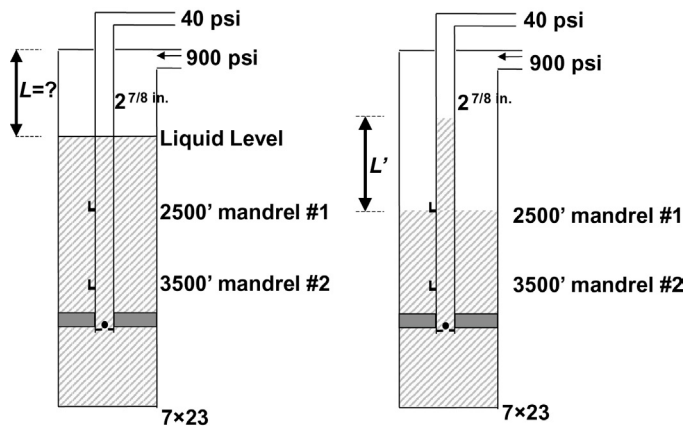 40 psi
900 psi
L=?
2 7/8 in.
Liquid Level
2500' mandrel #1
3500' mandrel #2
7×23
40 psi
900 psi
2 7/8 in.
L'
2500' mandrel #1
3500' mandrel #2
7×23